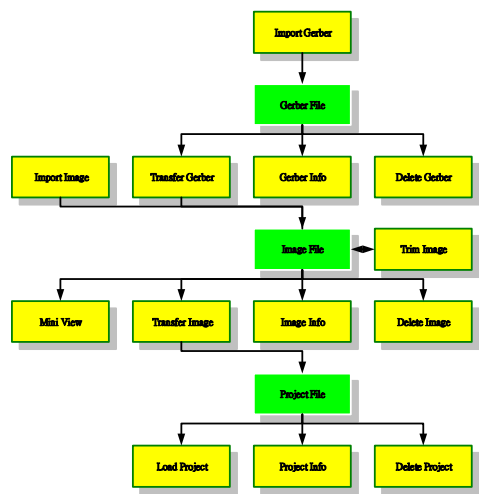 Import Gerber
Gerber File
Import Image
Transfer Gerber
Gerber Info
Delete Gerber
Image File
Trim Image
Mini View
Transfer Image
Image Info
Delete Image
Project File
Load Project
Project Info
Delete Project